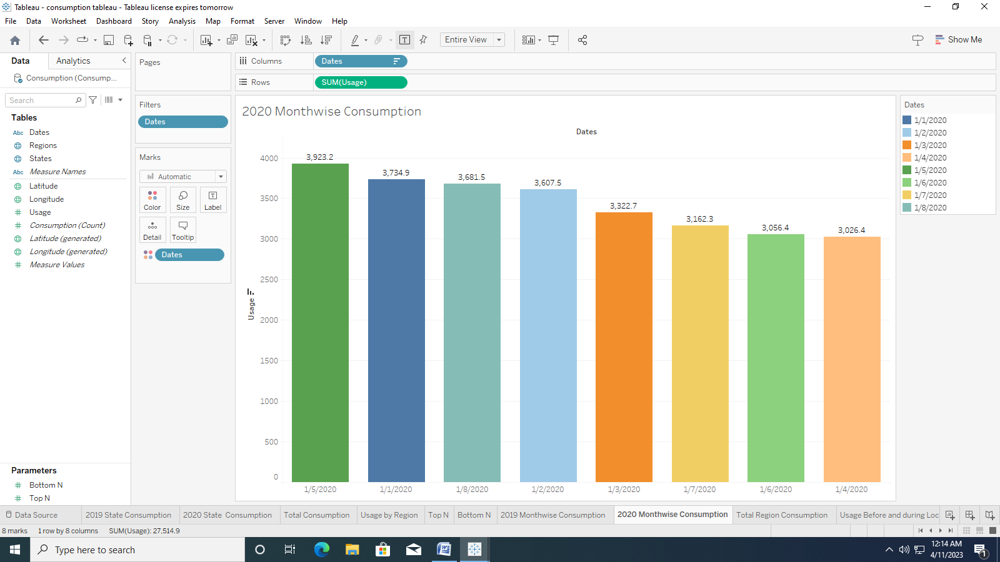 Tableau - consumption tableau - Tableau license expires tomorrow
File Data Worksheet Dashboard Story Analysis Map Format Server Window Help
Entire View
Show Me
Data Analytics
Consumption (Consump...
Search
Tables
Abc Dates
Regions
States
Abc Measure Names
Latitude
Longitude
# Usage
# Consumption (Count)
Latitude (generated)
Longitude (generated)
# Measure Values
Parameters
# Bottom N
# Top N
Pages
Filters
Dates
Marks
Automatic
Color Size Label
Detail Tooltip
Dates
Columns Dates
Rows SUM(Usage)
2020 Monthwise Consumption
Dates
Usage
4000
3500
3000
2500
2000
1500
1000
500
0
3,923.2 3,734.9 3,681.5 3,607.5 3,322.7 3,162.3 3,056.4 3,026.4
1/5/2020 1/1/2020 1/8/2020 1/2/2020 1/3/2020 1/7/2020 1/6/2020 1/4/2020
Dates
1/1/2020
1/2/2020
1/3/2020
1/4/2020
1/5/2020
1/6/2020
1/7/2020
1/8/2020
Data Source 2019 State Consumption 2020 State Consumption Total Consumption Usage by Region Top N Bottom N 2019 Monthwise Consumption 2020 Monthwise Consumption Total Region Consumption Usage Before and during Loc
8 marks 1 row by 8 columns SUM(Usage): 27,514.9
Type here to search
12:14 AM
4/11/2023
1